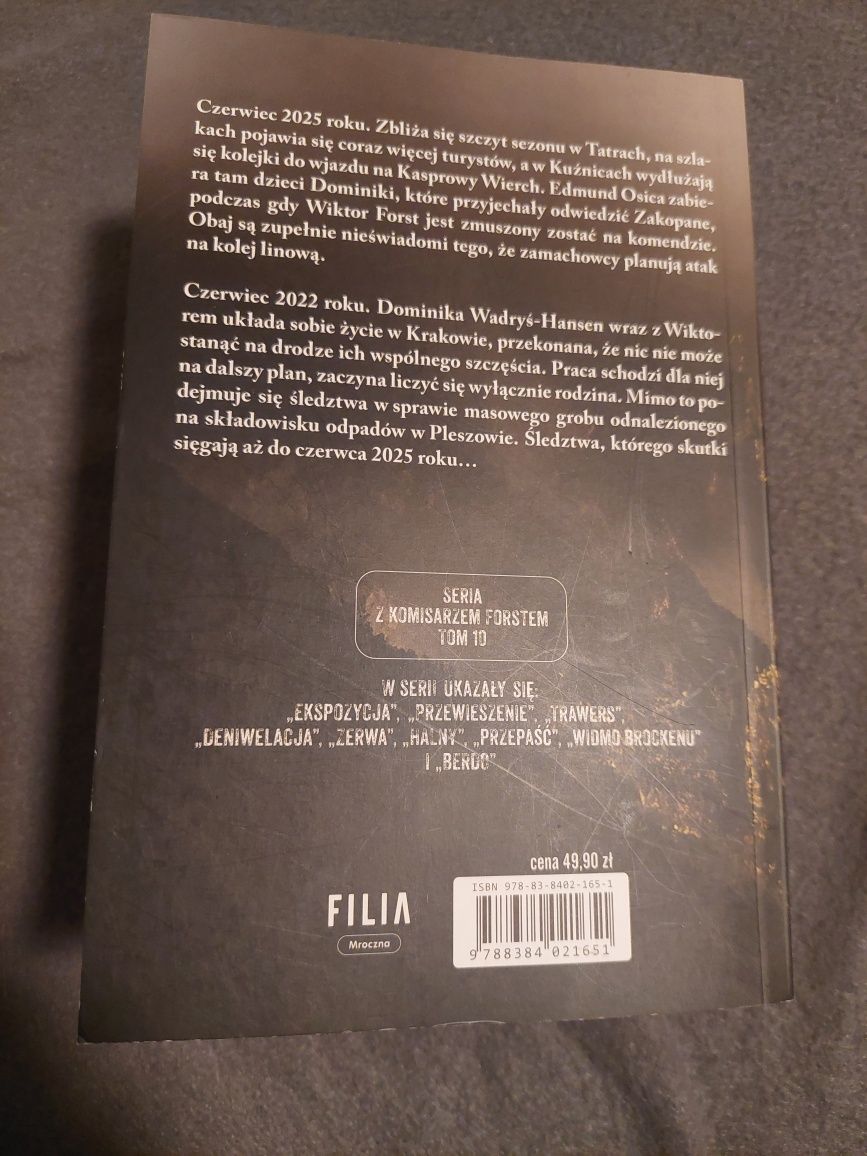 Czerwiec 2025 roku. Zbliża się szczyt sezonu w Tatrach, na szla-
kach pojawia się coraz więcej turystów, a w Kuźnicach wydłużają
się kolejki do wjazdu na Kasprowy Wierch. Edmund Osica zabie-
ra tam dzieci Dominiki, które przyjechały odwiedzić Zakopane,
podczas gdy Wiktor Forst jest zmuszony zostać na komendzie.
Obaj są zupełnie nieświadomi tego, że zamachowcy planują atak
na kolej linową.
Czerwiec 2022 roku. Dominika Wadryś-Hansen wraz z Wikto-
rem układa sobie życie w Krakowie, przekonana, że nic nie może
stanąć na drodze ich wspólnego szczęścia. Praca schodzi dla niej
na dalszy plan, zaczyna liczyć się wyłącznie rodzina. Mimo to po-
dejmuje się śledztwa w sprawie masowego grobu odnalezionego
na składowisku odpadów w Pleszowie. Śledztwa, którego skutki
sięgają aż do czerwca 2025 roku...
SERIA
Z KOMISARZEM FORSTEM
TOM 10
W SERII UKAZAŁY SIĘ:
„EKSPOZYCJA”, „PRZEWIESZENIE”, „TRAWERS”,
„DENIWELACJA”, „ZERWA”, „HALNY”, „PRZEPAŚĆ”, „WIDMO BROCKENU”
I „BERDO”
cena 49,90 zł
ISBN 978-83-8402-165-1
9 788384 021651
FILIA
Mroczna